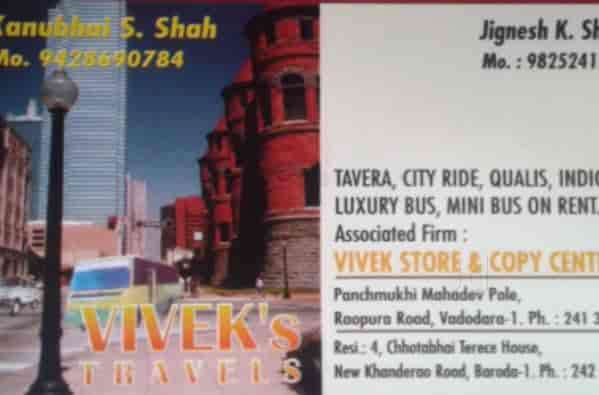 Kanubhai S. Shah
Mo. 9428690784
VIVEK's
TRAVELS
Jignesh K. Sh
Mo. : 9825241
TAVERA, CITY RIDE, QUALIS, INDIC
LUXURY BUS, MINI BUS ON RENT.
Associated Firm :
VIVEK STORE & COPY CENT
Panchmukhi Mahadev Pole,
Raopura Road, Vadodara-1. Ph. : 241 3
Resi.: 4, Chhotabhai Terece House,
New Khanderao Road, Baroda-1. Ph. : 242